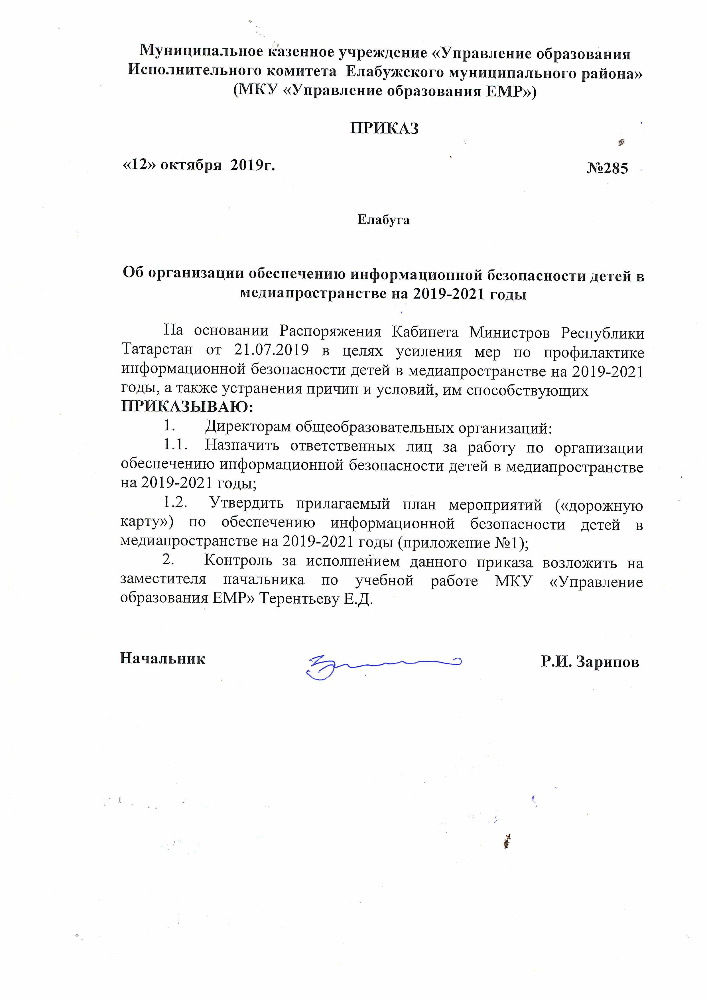 Муниципальное казенное учреждение «Управление образования
Исполнительного комитета Елабужского муниципального района»
(МКУ «Управление образования ЕМР»)
ПРИКАЗ
«12» октября 2019г. №285
Елабуга
Об организации обеспечению информационной безопасности детей в
медиапространстве на 2019-2021 годы
На основании Распоряжения Кабинета Министров Республики
Татарстан от 21.07.2019 в целях усиления мер по профилактике
информационной безопасности детей в медиапространстве на 2019-2021
годы, а также устранения причин и условий, им способствующих
ПРИКАЗЫВАЮ:
1. Директорам общеобразовательных организаций:
1.1. Назначить ответственных лиц за работу по организации
обеспечению информационной безопасности детей в медиапространстве
на 2019-2021 годы;
1.2. Утвердить прилагаемый план мероприятий («дорожную
карту») по обеспечению информационной безопасности детей в
медиапространстве на 2019-2021 годы (приложение №1);
2. Контроль за исполнением данного приказа возложить на
заместителя начальника по учебной работе МКУ «Управление
образования ЕМР» Терентьеву Е.Д.
Начальник Р.И. Зарипов